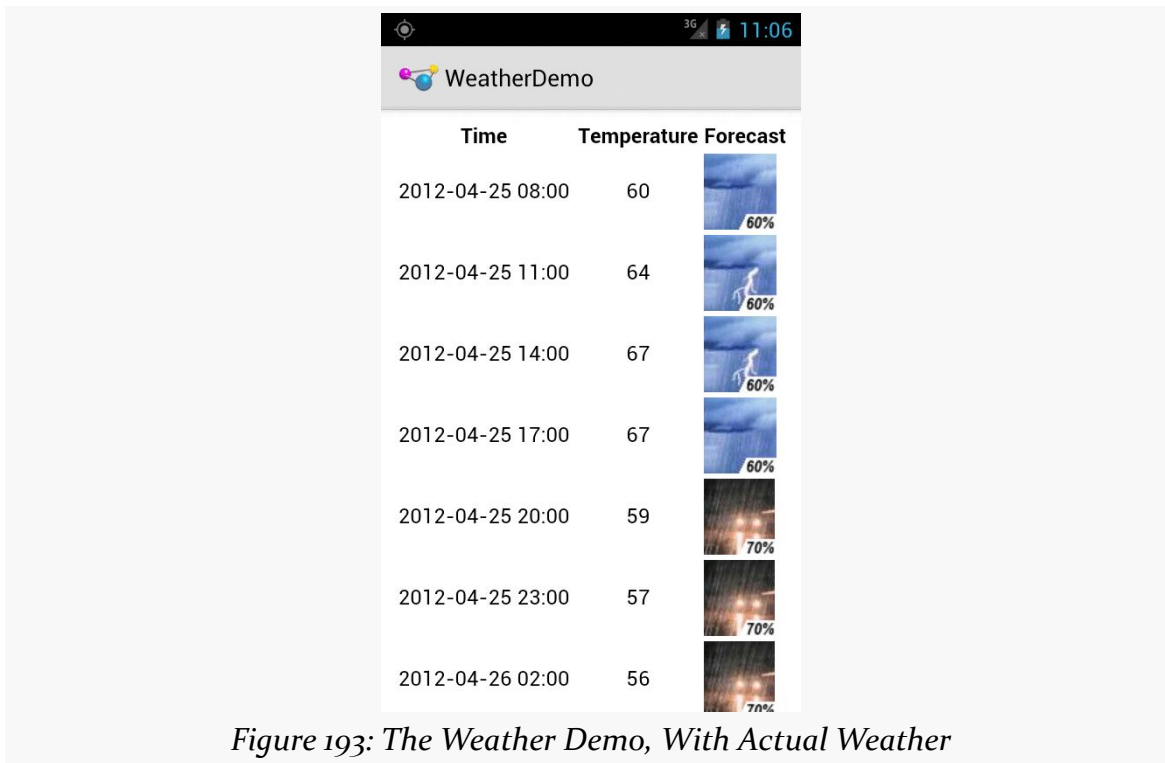 3G 11:06
WeatherDemo
Time Temperature Forecast
2012-04-25 08:00 60 60%
2012-04-25 11:00 64 60%
2012-04-25 14:00 67 60%
2012-04-25 17:00 67 60%
2012-04-25 20:00 59 70%
2012-04-25 23:00 57 70%
2012-04-26 02:00 56 70%
Figure 193: The Weather Demo, With Actual Weather